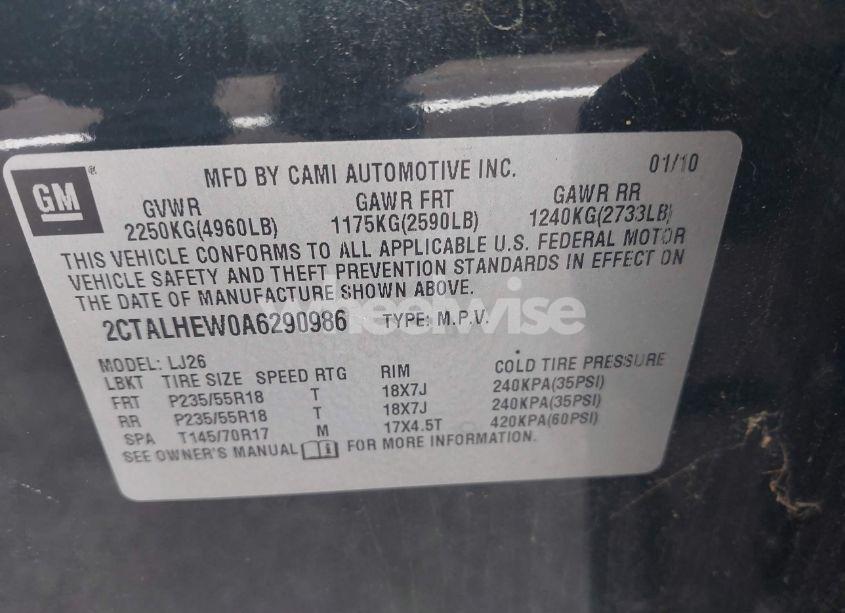 GM®
MFD BY CAMI AUTOMOTIVE INC. 01/10
GVWR GAWR FRT GAWR RR
2250KG(4960LB) 1175KG(2590LB) 1240KG(2733LB)
THIS VEHICLE CONFORMS TO ALL APPLICABLE U.S. FEDERAL MOTOR
VEHICLE SAFETY AND THEFT PREVENTION STANDARDS IN EFFECT ON
THE DATE OF MANUFACTURE SHOWN ABOVE.
2CTALHEW0A6290986 TYPE: M.P.V.
MODEL: LJ26
LBKT TIRE SIZE SPEED RTG RIM COLD TIRE PRESSURE
FRT P235/55R18 T 18X7J 240KPA(35PSI)
RR P235/55R18 T 18X7J 240KPA(35PSI)
SPA T145/70R17 M 17X4.5T 420KPA(60PSI)
SEE OWNER'S MANUAL FOR MORE INFORMATION.